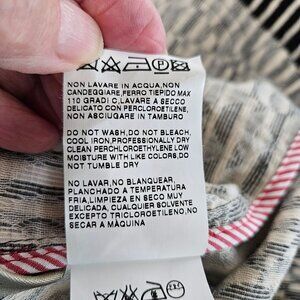 NON LAVARE IN ACQUA,NON
CANDEGGIARE,FERRO TIEPIDO MAX
110 GRADI C,LAVARE A SECCO
DELICATO CON PERCLOROETILENE,
NON ASCIUGARE IN TAMBURO
DO NOT WASH,DO NOT BLEACH,
COOL IRON,PROFESSIONALLY DRY
CLEAN PERCHLOROETHYLENE LOW
MOISTURE WITH LIKE COLORS,DO
NOT TUMBLE DRY
NO LAVAR,NO BLANQUEAR,
PLANCHADO A TEMPERATURA
FRIA,LIMPIEZA EN SECO MUY
DELICADA, CUALQUIER SOLVENTE
EXCEPTO TRICLOROETILENO,NO
SECAR A MÁQUINA